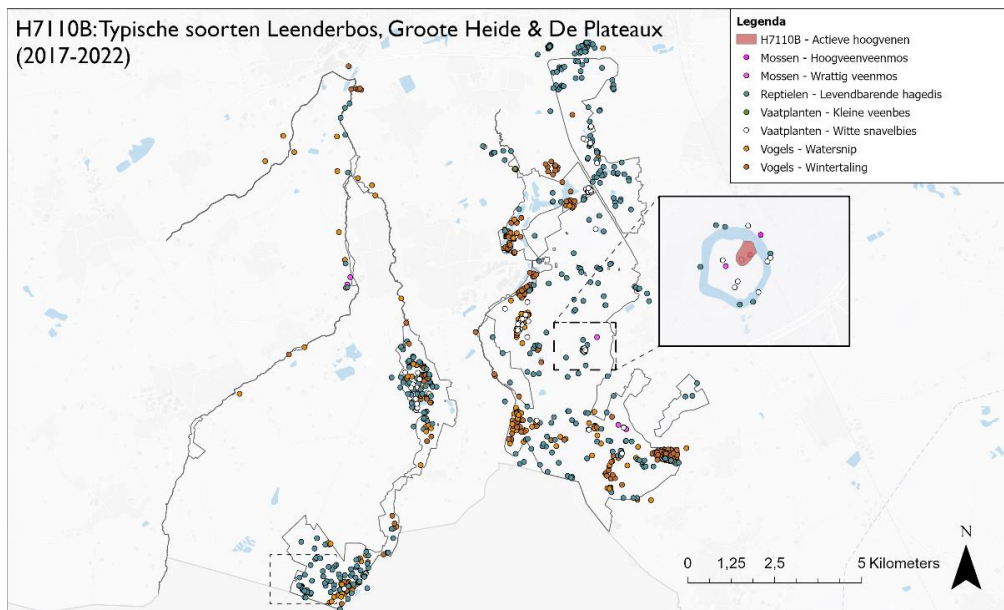 H7110B: Typische soorten Leenderbos, Groote Heide & De Plateaux
(2017-2022)
Legenda
H7110B - Actieve hoogvenen
Mossen - Hoogveenveenmos
Mossen - Wrattig veenmos
Reptielen - Levendbarende hagedis
Vaatplanten - Kleine veenbes
Vaatplanten - Witte snavelbies
Vogels - Watersnip
Vogels - Wintertaling
N
0 1,25 2,5 5 Kilometers